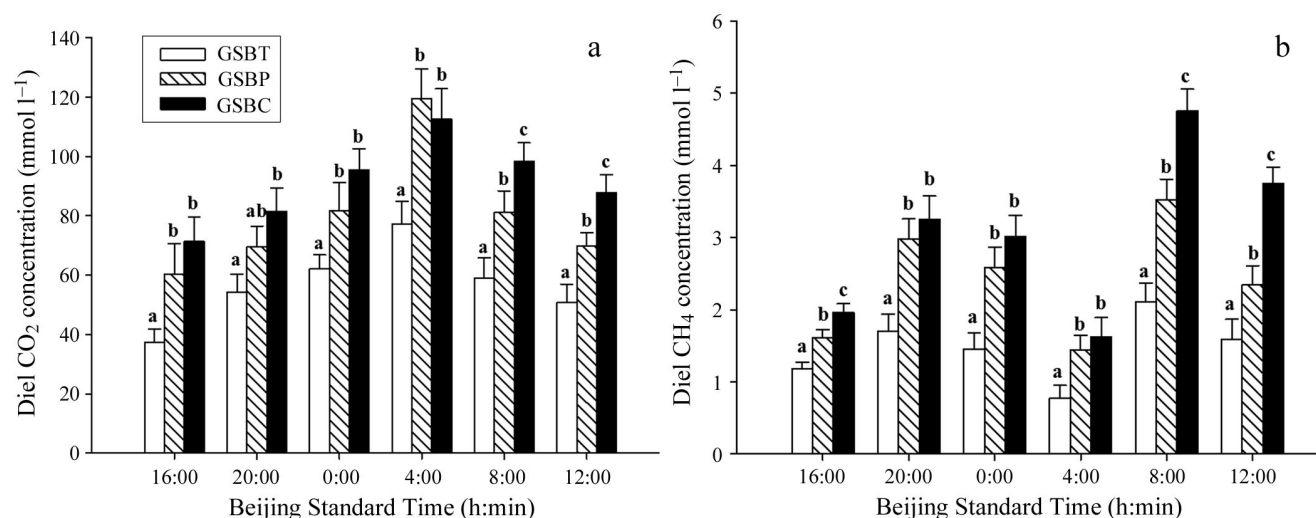 a
Diel CO₂ concentration (mmol l⁻¹)
140
120
100
80
60
40
20
0
GSBT
GSBP
GSBC
a b b
a ab b
a b b
a b b
a b c
a b c
16:00 20:00 0:00 4:00 8:00 12:00
Beijing Standard Time (h:min)
b
Diel CH₄ concentration (mmol l⁻¹)
6
5
4
3
2
1
0
a b c
a b b
a b b
a b b
a b c
a b c
16:00 20:00 0:00 4:00 8:00 12:00
Beijing Standard Time (h:min)